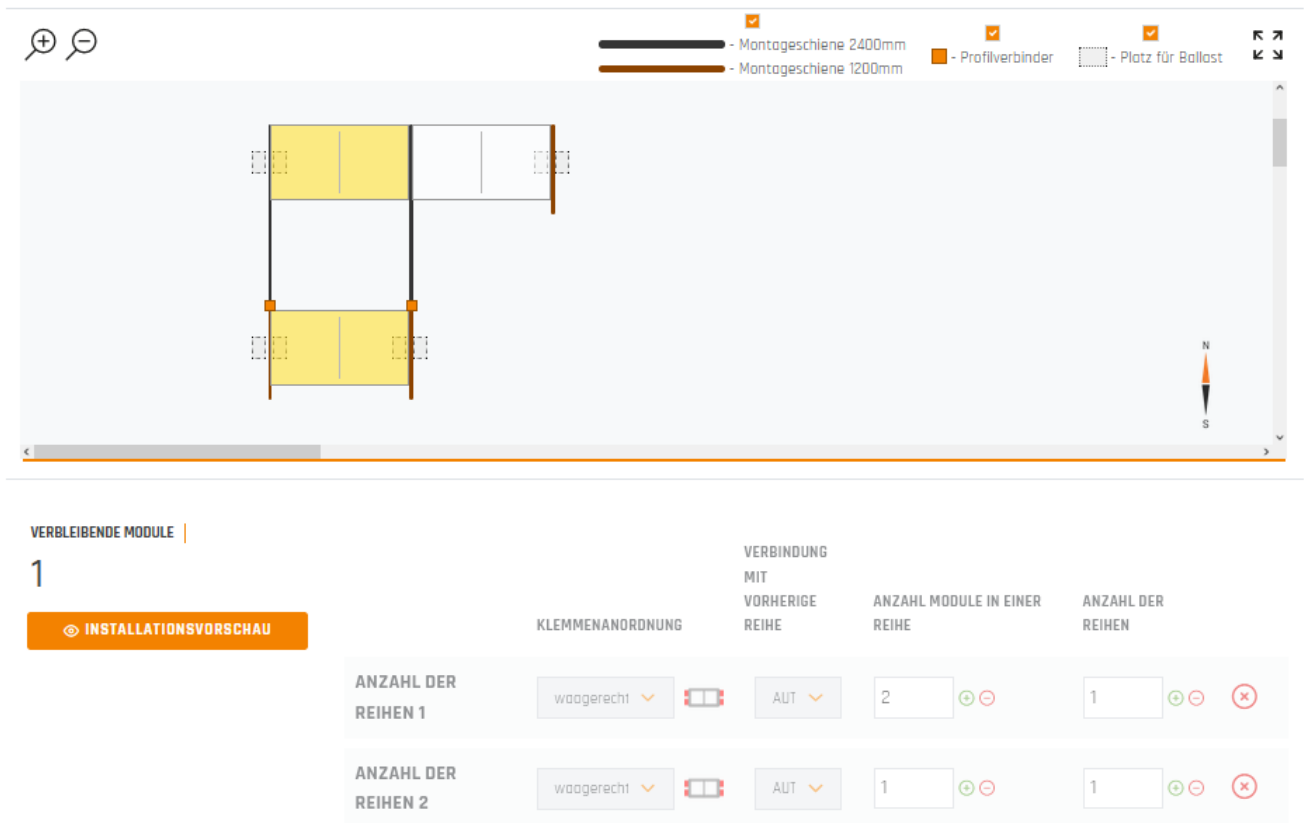 - Montageschiene 2400mm
- Montageschiene 1200mm
- Profilverbinder
- Platz für Ballast
N
S
VERBLEIBENDE MODULE
1
INSTALLATIONSVORSCHAU
KLEMMENANORDNUNG
VERBINDUNG
MIT
VORHERIGE
REIHE
ANZAHL MODULE IN EINER
REIHE
ANZAHL DER
REIHEN
ANZAHL DER
REIHEN 1
waagerecht
AUT
2
1
ANZAHL DER
REIHEN 2
waagerecht
AUT
1
1